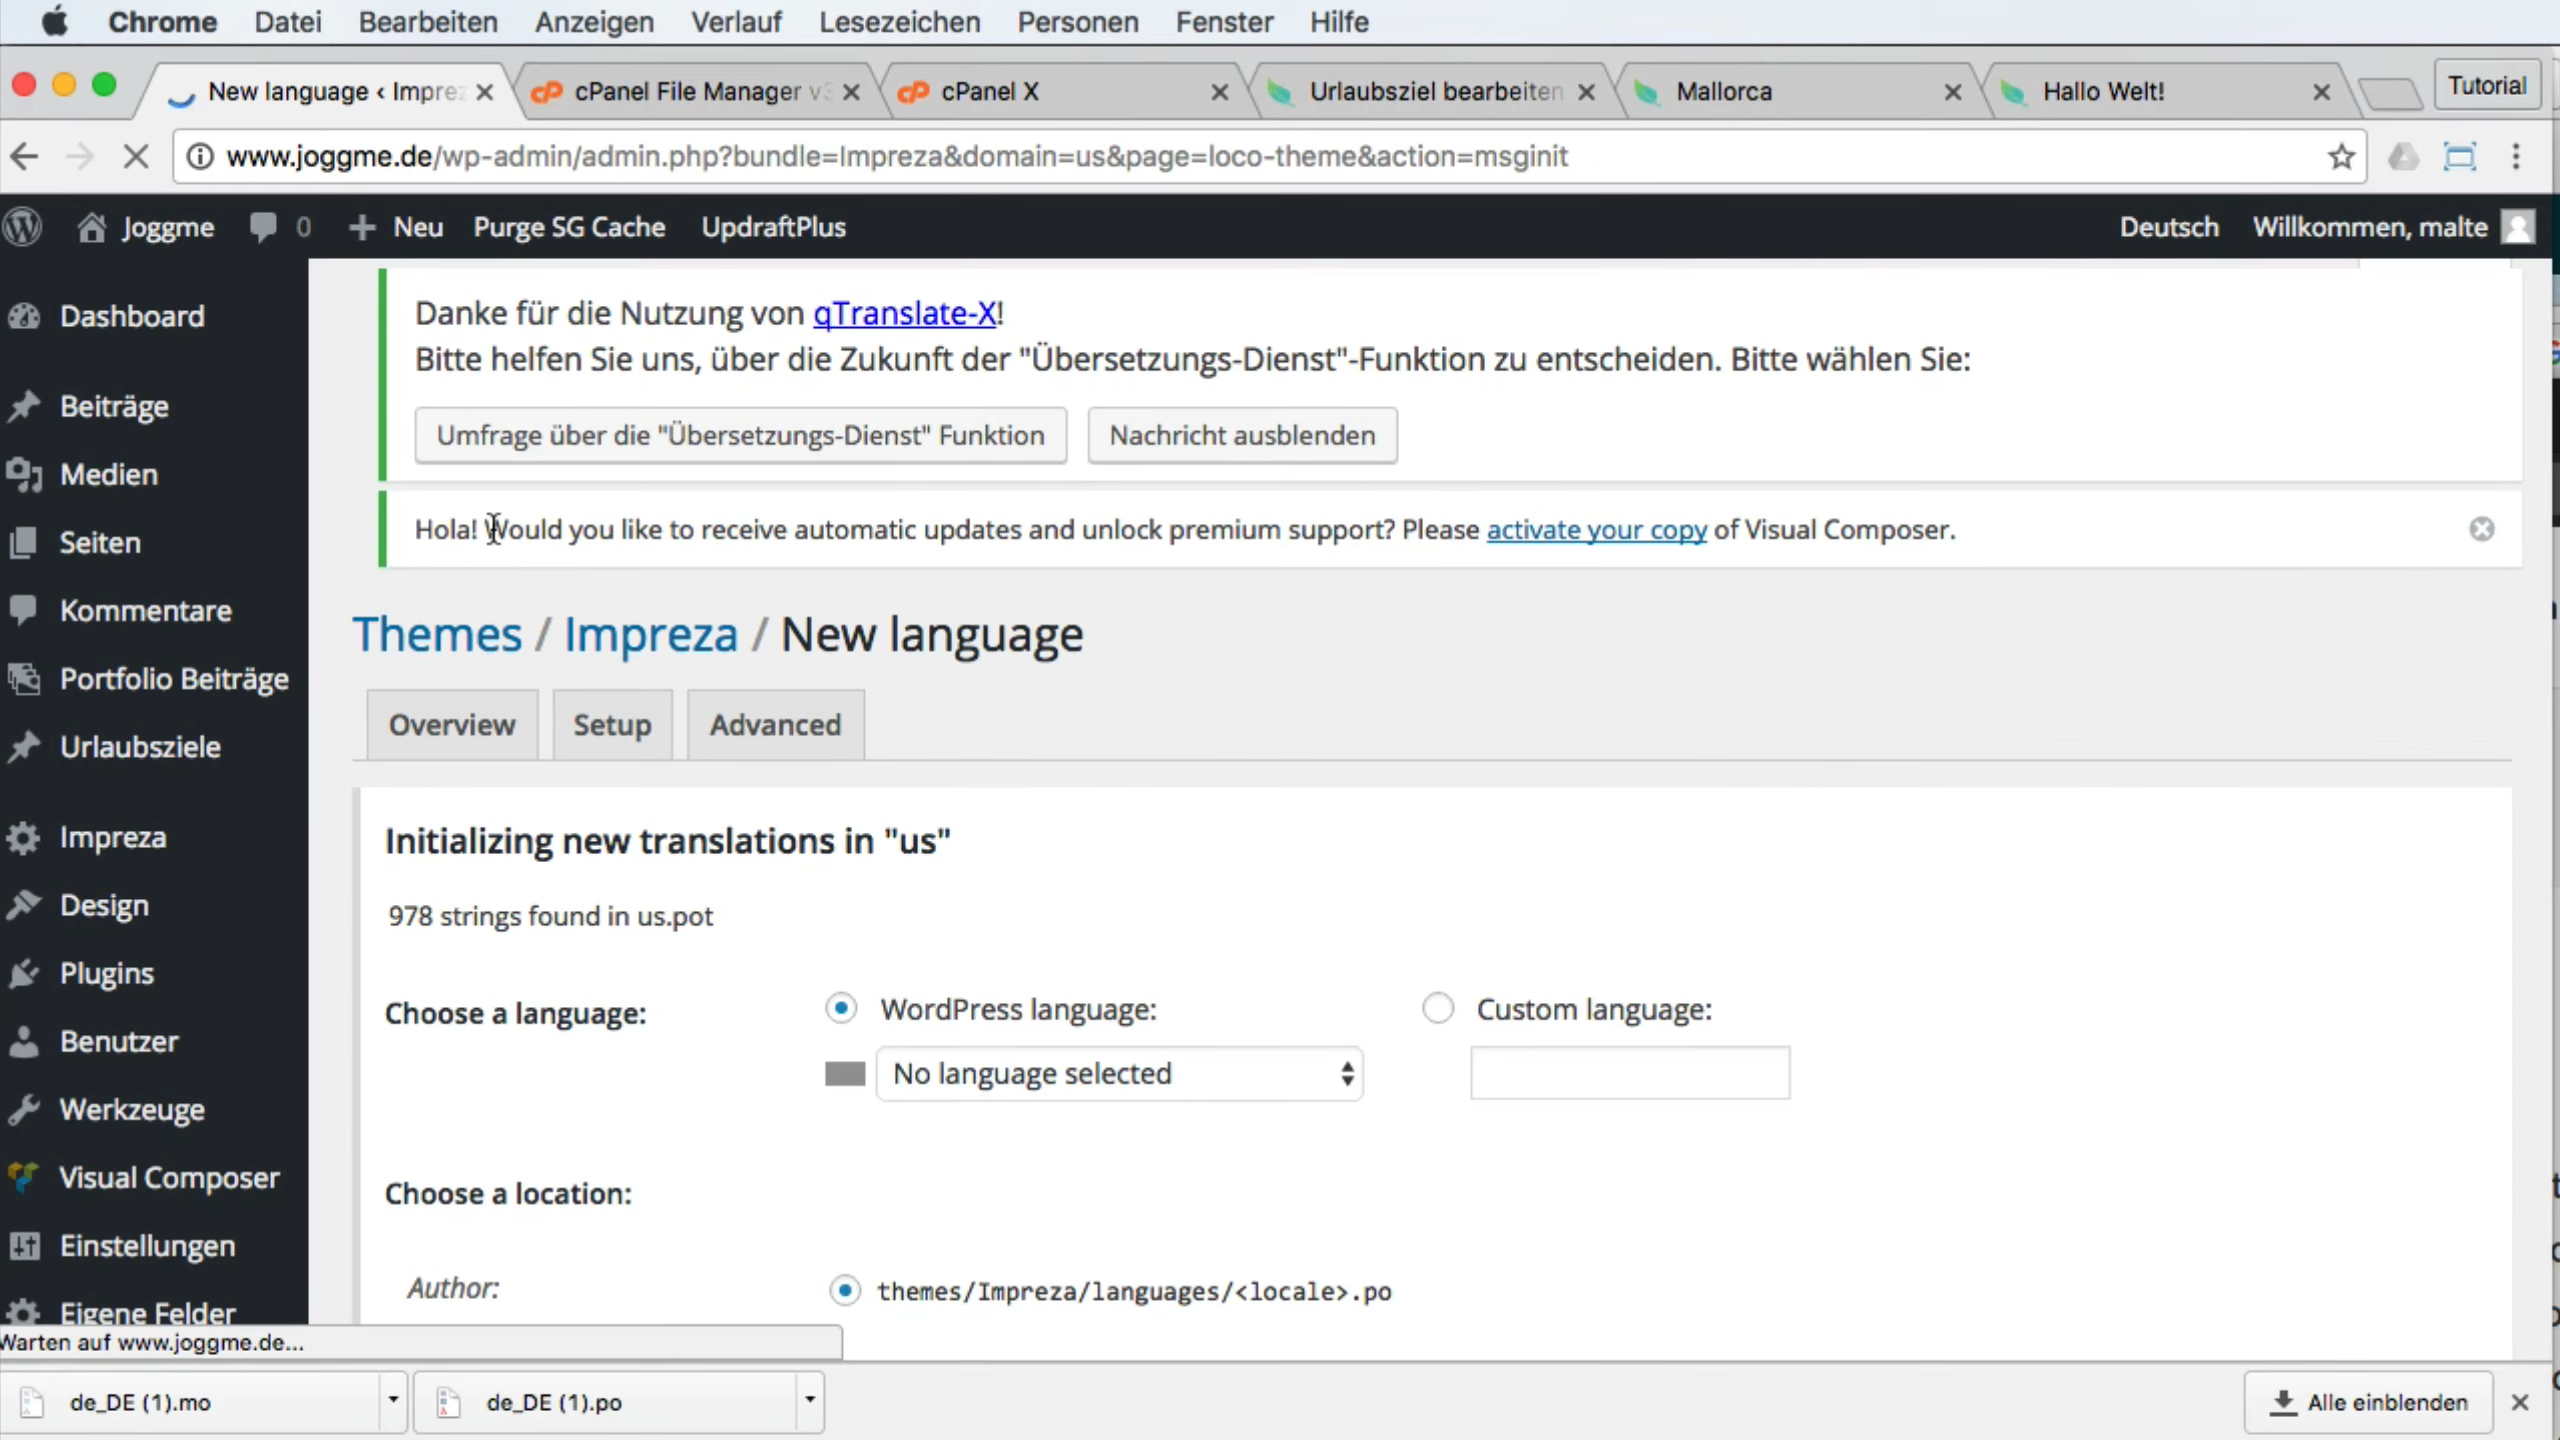 Chrome Datei Bearbeiten Anzeigen Verlauf Lesezeichen Personen Fenster Hilfe
New language ‹ Imprez cPanel File Manager v3 cPanel X Urlaubsziel bearbeiten Mallorca Hallo Welt! Tutorial
www.joggme.de/wp-admin/admin.php?bundle=Impreza&domain=us&page=loco-theme&action=msginit
Joggme 0 Neu Purge SG Cache UpdraftPlus Deutsch Willkommen, malte
Dashboard
Beiträge
Medien
Seiten
Kommentare
Portfolio Beiträge
Urlaubsziele
Impreza
Design
Plugins
Benutzer
Werkzeuge
Visual Composer
Einstellungen
Eigene Felder
Danke für die Nutzung von qTranslate-X!
Bitte helfen Sie uns, über die Zukunft der "Übersetzungs-Dienst"-Funktion zu entscheiden. Bitte wählen Sie:
Umfrage über die "Übersetzungs-Dienst" Funktion Nachricht ausblenden
Hola! Would you like to receive automatic updates and unlock premium support? Please activate your copy of Visual Composer.
Themes / Impreza / New language
Overview Setup Advanced
Initializing new translations in "us"
978 strings found in us.pot
Choose a language: WordPress language: Custom language:
No language selected
Choose a location:
Author: themes/Impreza/languages/<locale>.po
Warten auf www.joggme.de...
de_DE (1).mo de_DE (1).po Alle einblenden